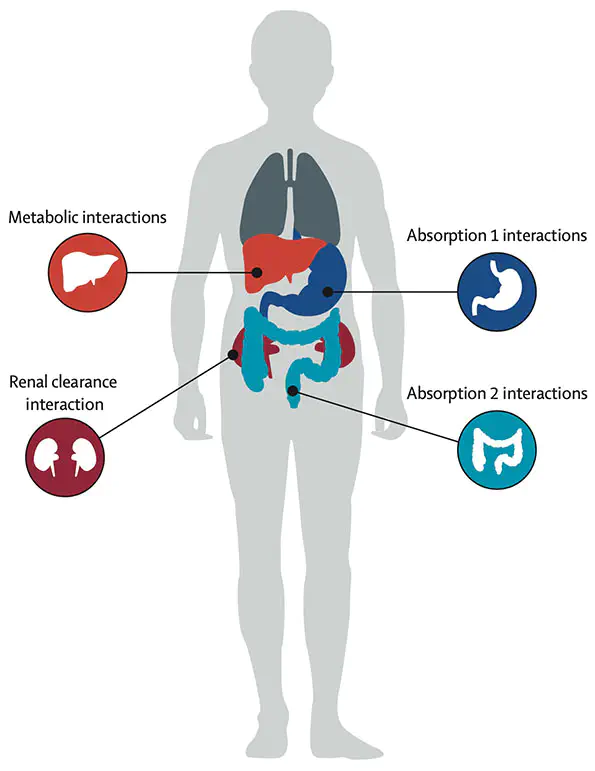 Metabolic interactions
Absorption 1 interactions
Renal clearance
interaction
Absorption 2 interactions